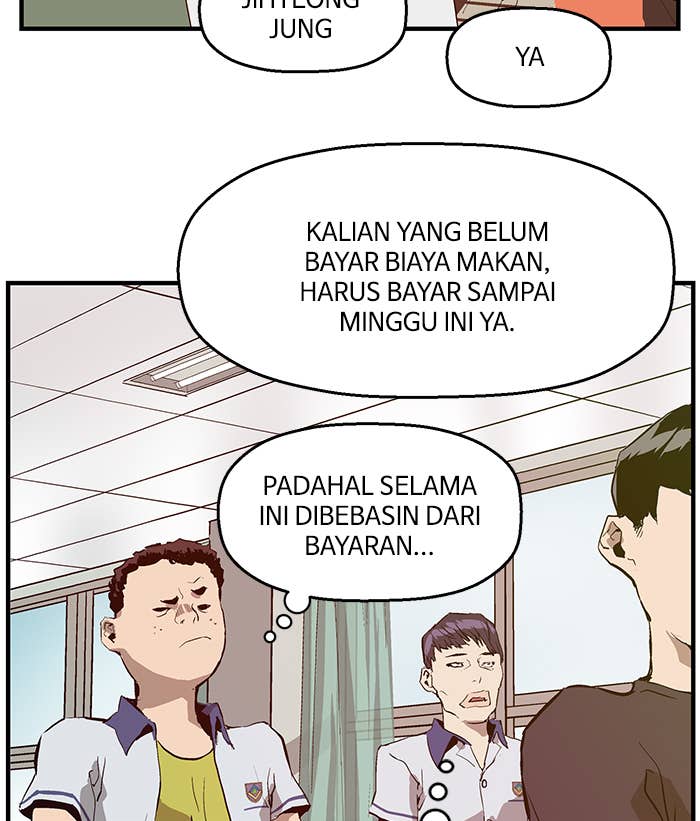 JUNG
YA
KALIAN YANG BELUM
BAYAR BIAYA MAKAN,
HARUS BAYAR SAMPAI
MINGGU INI YA.
PADAHAL SELAMA
INI DIBEBASIN DARI
BAYARAN...